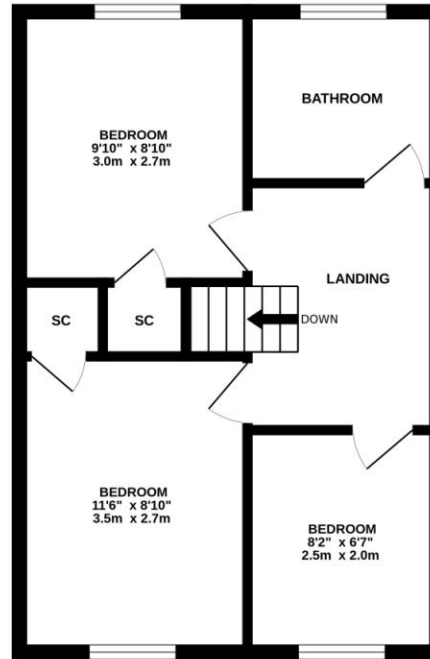 BATHROOM
BEDROOM
9'10" x 8'10"
3.0m x 2.7m
LANDING
SC
SC
DOWN
BEDROOM
11'6" x 8'10"
3.5m x 2.7m
BEDROOM
8'2" x 6'7"
2.5m x 2.0m